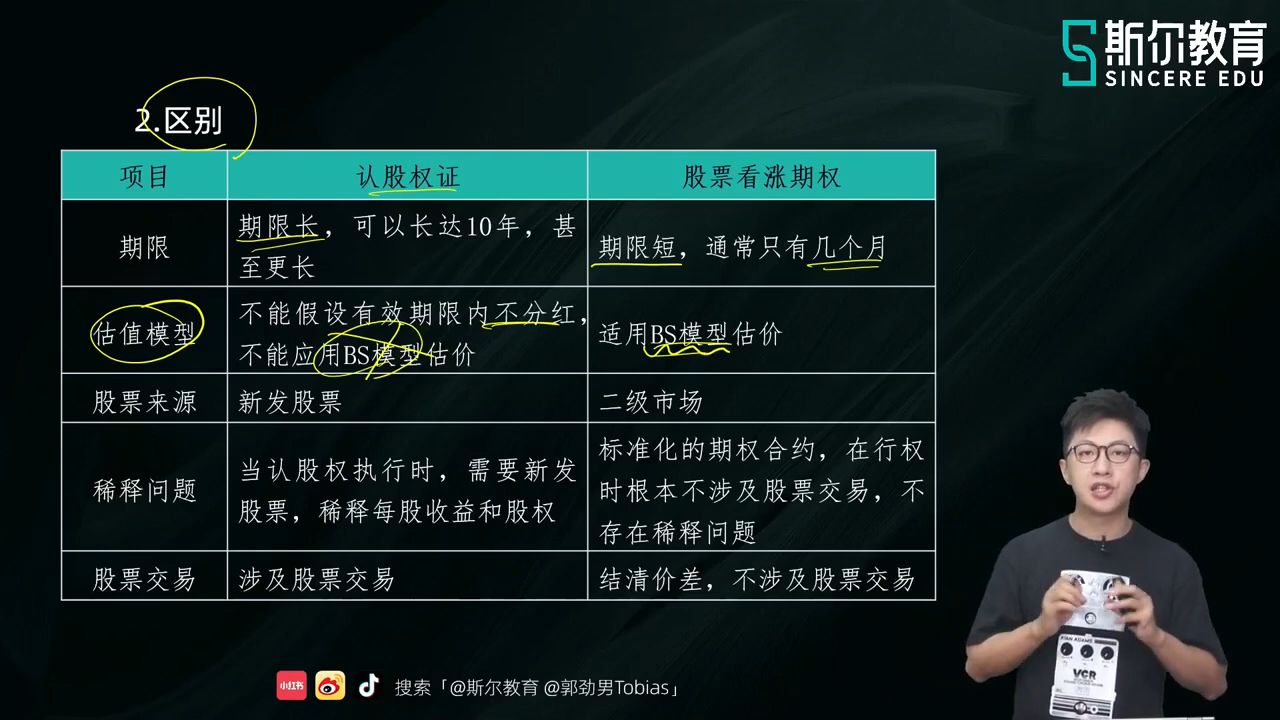 斯尔教育
SINCERE EDU
2.区别
项目
认股权证
股票看涨期权
期限
期限长，可以长达10年，甚
至更长
期限短，通常只有几个月
估值模型
不能假设有效期限内不分红，
不能应用BS模型估价
适用BS模型估价
股票来源
新发股票
二级市场
稀释问题
当认股权执行时，需要新发
股票，稀释每股收益和股权
标准化的期权合约，在行权
时根本不涉及股票交易，不
存在稀释问题
股票交易
涉及股票交易
结清价差，不涉及股票交易
RYAN ADAMS
VCR
小红书
搜索「@斯尔教育 @郭劲男Tobias」